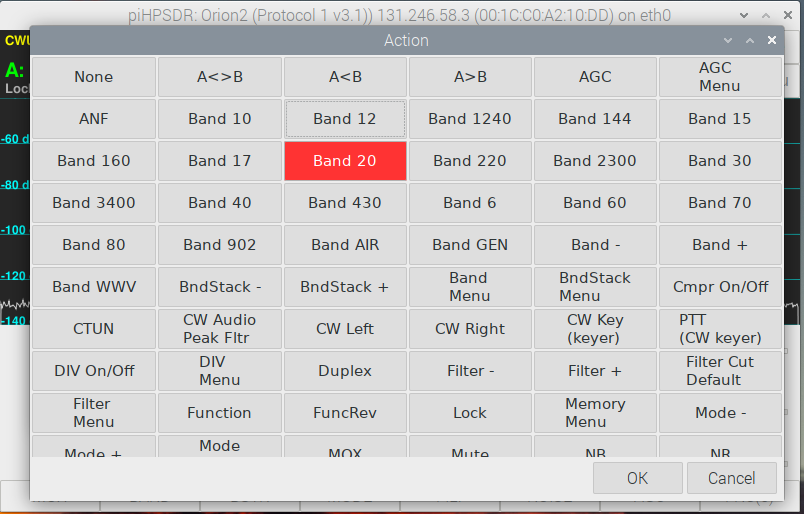 piHPSDR: Orion2 (Protocol 1 v3.1)) 131.246.58.3 (00:1C:C0:A2:10:DD) on eth0
Action
CWU
A:
Lock
-60 d
-80 d
-100
-120
-140
None A<>B A<B A>B AGC AGC
Menu
ANF Band 10 Band 12 Band 1240 Band 144 Band 15
Band 160 Band 17 Band 20 Band 220 Band 2300 Band 30
Band 3400 Band 40 Band 430 Band 6 Band 60 Band 70
Band 80 Band 902 Band AIR Band GEN Band - Band +
Band WWV BndStack - BndStack + Band
Menu BndStack
Menu Cmpr On/Off
CTUN CW Audio
Peak Fltr CW Left CW Right CW Key
(keyer) PTT
(CW keyer)
DIV On/Off DIV
Menu Duplex Filter - Filter + Filter Cut
Default
Filter
Menu Function FuncRev Lock Memory
Menu Mode -
Mode + Mode MOX Mute NB NR
OK Cancel